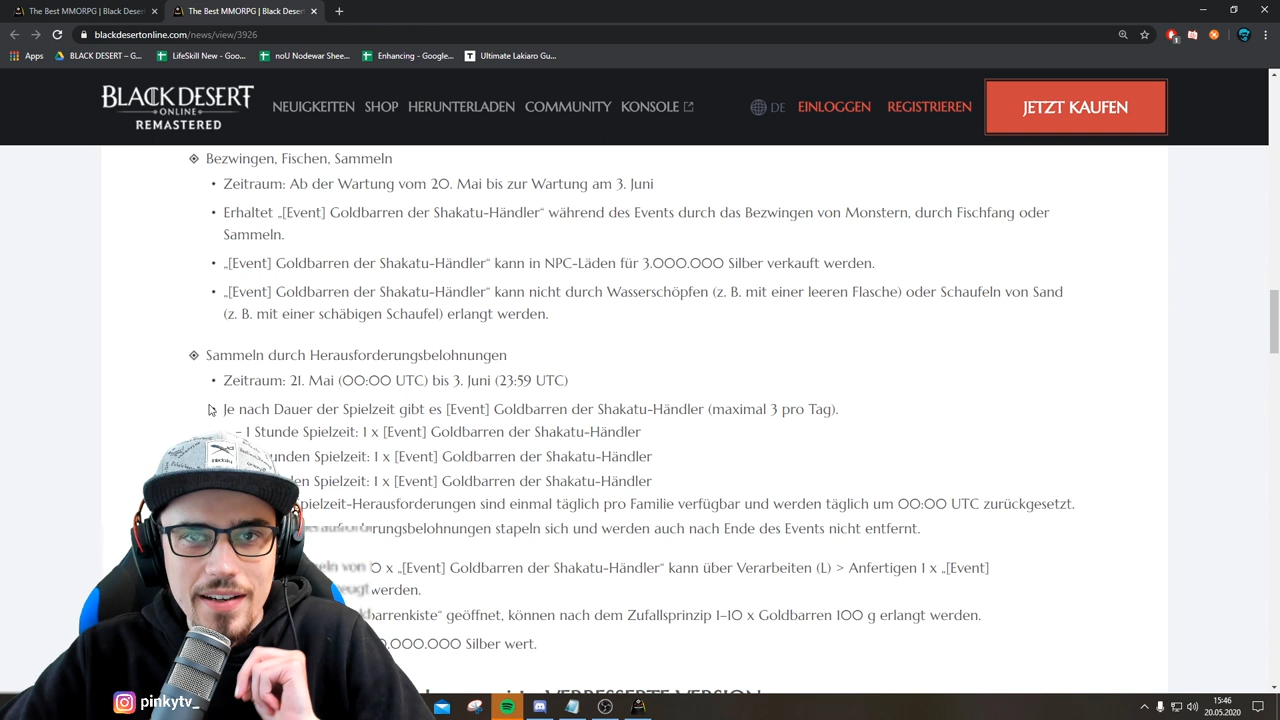 The Best MMORPG | Black Desert
The Best MMORPG | Black Desert
blackdesertonline.com/news/view/3926
Apps
BLACK DESERT – G...
LifeSkill New - Goo...
noU Nodewar Shee...
Enhancing - Google...
Ultimate Lakiaro Gu...
BLACK DESERT
ONLINE
REMASTERED
NEUIGKEITEN SHOP HERUNTERLADEN COMMUNITY KONSOLE
DE EINLOGGEN REGISTRIEREN
JETZT KAUFEN
Bezwingen, Fischen, Sammeln
• Zeitraum: Ab der Wartung vom 20. Mai bis zur Wartung am 3. Juni
• Erhaltet „[Event] Goldbarren der Shakatu-Händler“ während des Events durch das Bezwingen von Monstern, durch Fischfang oder
Sammeln.
• „[Event] Goldbarren der Shakatu-Händler“ kann in NPC-Läden für 3.000.000 Silber verkauft werden.
• „[Event] Goldbarren der Shakatu-Händler“ kann nicht durch Wasserschöpfen (z. B. mit einer leeren Flasche) oder Schaufeln von Sand
(z. B. mit einer schäbigen Schaufel) erlangt werden.
Sammeln durch Herausforderungsbelohnungen
• Zeitraum: 21. Mai (00:00 UTC) bis 3. Juni (23:59 UTC)
Je nach Dauer der Spielzeit gibt es [Event] Goldbarren der Shakatu-Händler (maximal 3 pro Tag).
– 1 Stunde Spielzeit: 1 x [Event] Goldbarren der Shakatu-Händler
Spielzeit: 1 x [Event] Goldbarren der Shakatu-Händler
Spielzeit: 1 x [Event] Goldbarren der Shakatu-Händler
pielzeit-Herausforderungen sind einmal täglich pro Familie verfügbar und werden täglich um 00:00 UTC zurückgesetzt.
rungsbelohnungen stapeln sich und werden auch nach Ende des Events nicht entfernt.
x „[Event] Goldbarren der Shakatu-Händler“ kann über Verarbeiten (L) > Anfertigen 1 x „[Event]
werden.
barrenkiste“ geöffnet, können nach dem Zufallsprinzip 1–10 x Goldbarren 100 g erlangt werden.
0.000.000 Silber wert.
VERBESSERTE VERSION
pinkytv_
15:46
20.05.2020